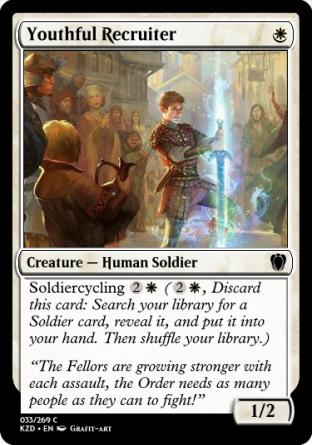 Youthful Recruiter
Creature — Human Soldier
Soldiercycling 2 ( 2 , Discard
this card: Search your library for a
Soldier card, reveal it, and put it into
your hand. Then shuffle your library.)
“The Fellors are growing stronger with
each assault, the Order needs as many
people as they can to fight!”
1/2
033/269 C
KZD • EN Grafit-art